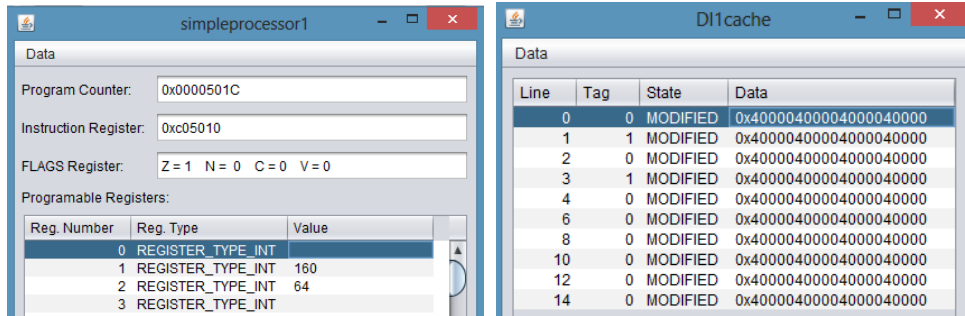 simpleprocessor1
Data
Program Counter: 0x0000501C
Instruction Register: 0xc05010
FLAGS Register: Z = 1 N = 0 C = 0 V = 0
Programable Registers:
Reg. Number Reg. Type Value
0 REGISTER_TYPE_INT
1 REGISTER_TYPE_INT 160
2 REGISTER_TYPE_INT 64
3 REGISTER_TYPE_INT
Dl1cache
Data
Line Tag State Data
0 0 MODIFIED 0x40000400004000040000
1 1 MODIFIED 0x40000400004000040000
2 0 MODIFIED 0x40000400004000040000
3 1 MODIFIED 0x40000400004000040000
4 0 MODIFIED 0x40000400004000040000
6 0 MODIFIED 0x40000400004000040000
8 0 MODIFIED 0x40000400004000040000
10 0 MODIFIED 0x40000400004000040000
12 0 MODIFIED 0x40000400004000040000
14 0 MODIFIED 0x40000400004000040000